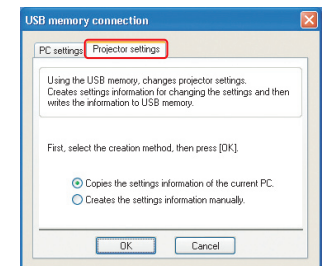 USB memory connection
PC settings Projector settings
Using the USB memory, changes projector settings.
Creates settings information for changing the settings and then
writes the information to USB memory.
First, select the creation method, then press [OK].
Copies the settings information of the current PC.
Creates the settings information manually.
OK Cancel